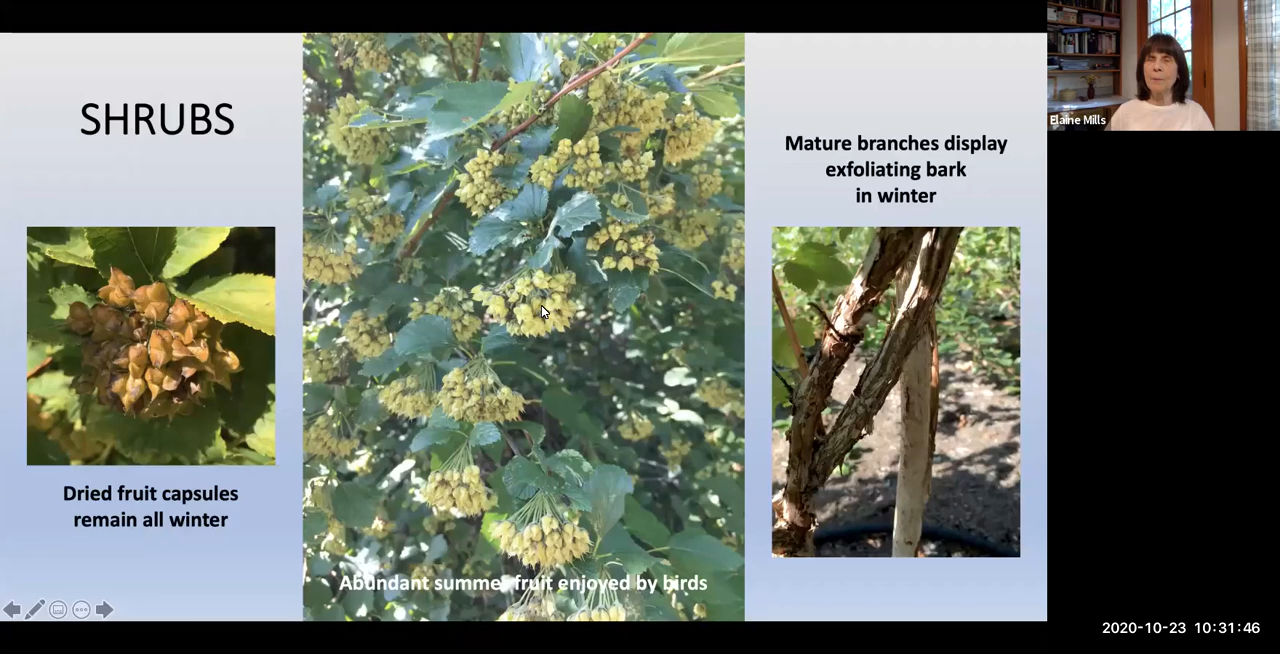 SHRUBS
Dried fruit capsules
remain all winter
Abundant summer fruit enjoyed by birds
Mature branches display
exfoliating bark
in winter
Elaine Mills
2020-10-23 10:31:46